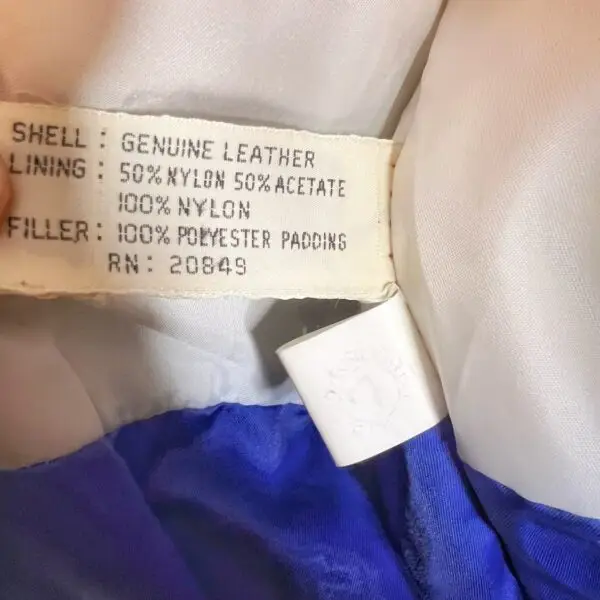 SHELL : GENUINE LEATHER
LINING : 50% NYLON 50% ACETATE
100% NYLON
FILLER : 100% POLYESTER PADDING
RN : 20849